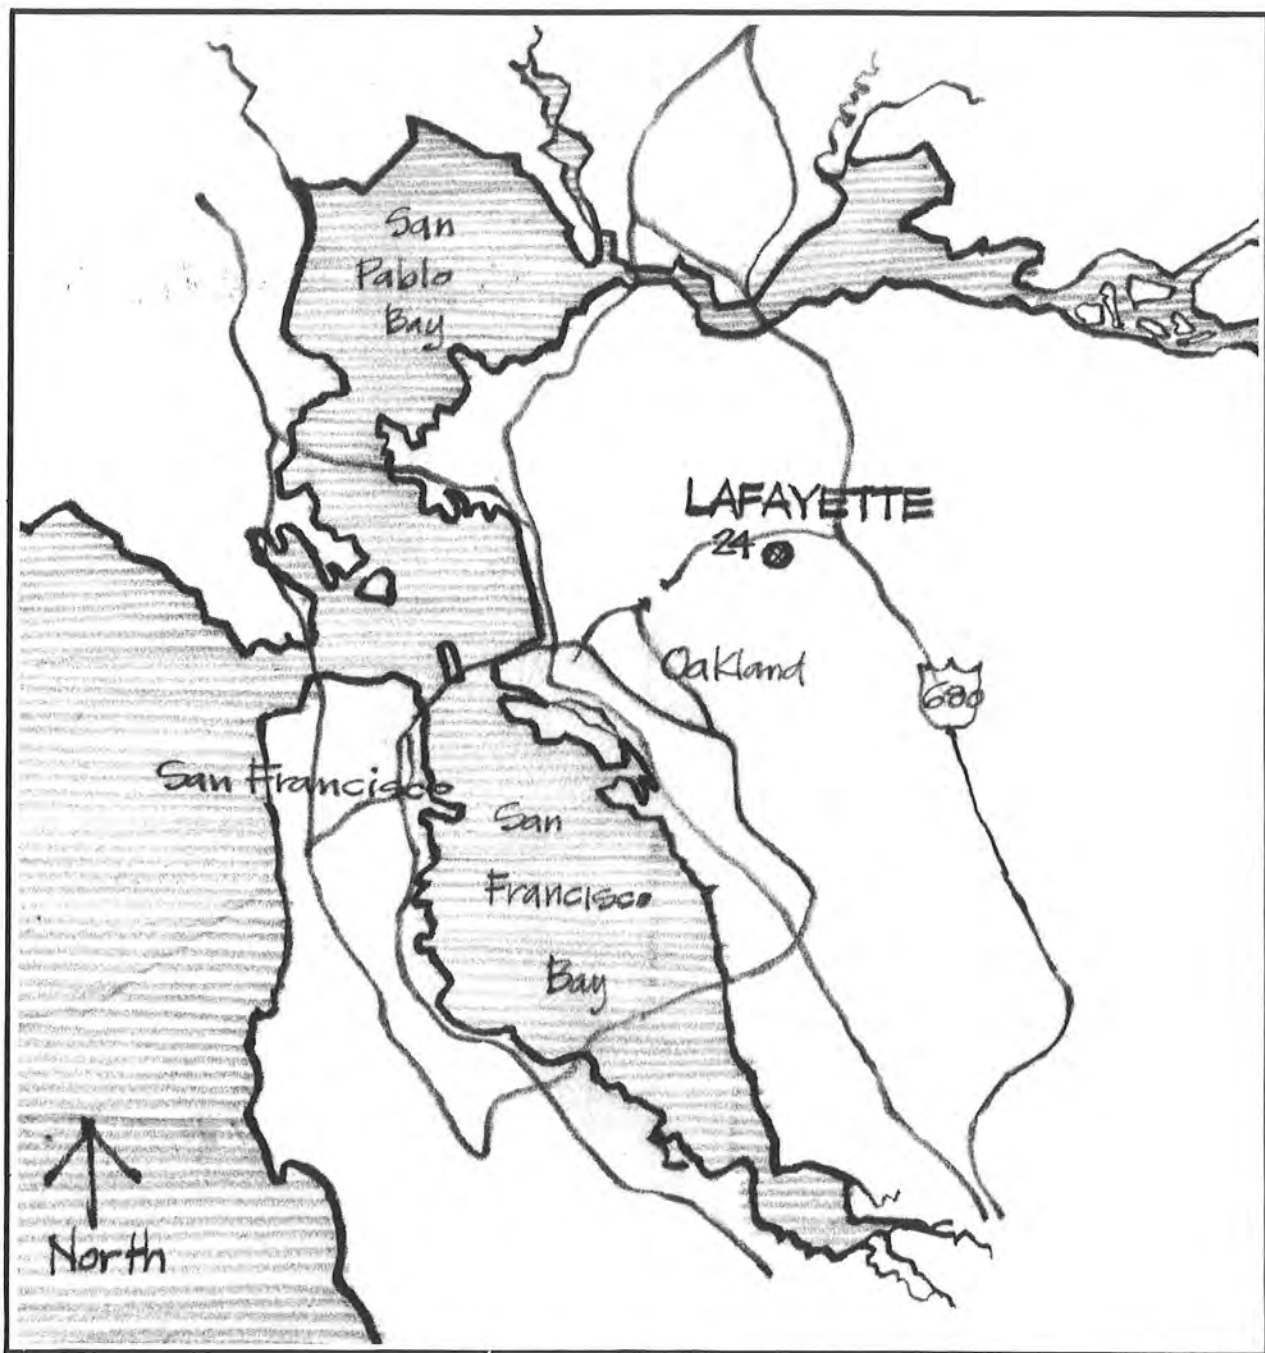 San
Pablo
Bay
LAFAYETTE
24
Oakland
680
San Francisco
San
Francisco
Bay
North